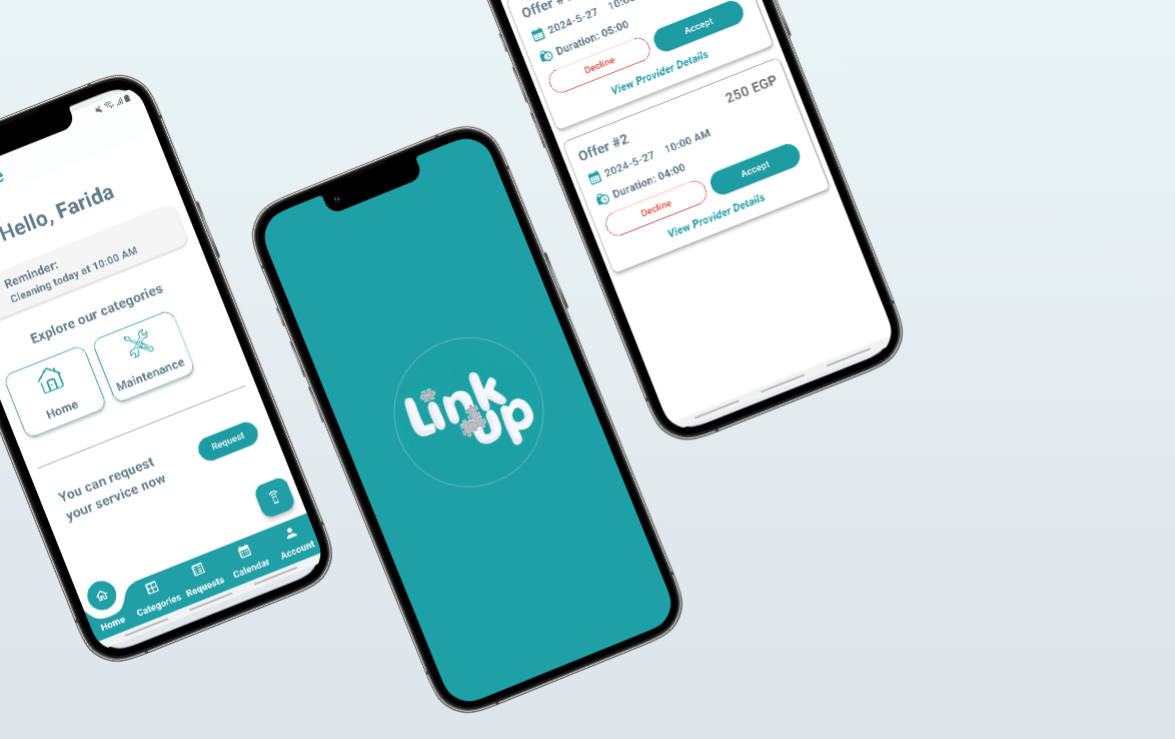 Hello, Farida
Reminder:
Cleaning today at 10:00 AM
Explore our categories
Home
Maintenance
You can request
your service now
Request
Home
Categories
Requests
Calendar
Account
Link
Up
Offer
2024-5-27
Duration: 05:00
Decline
Accept
View Provider Details
250 EGP
Offer #2
2024-5-27 10:00 AM
Duration: 04:00
Decline
Accept
View Provider Details